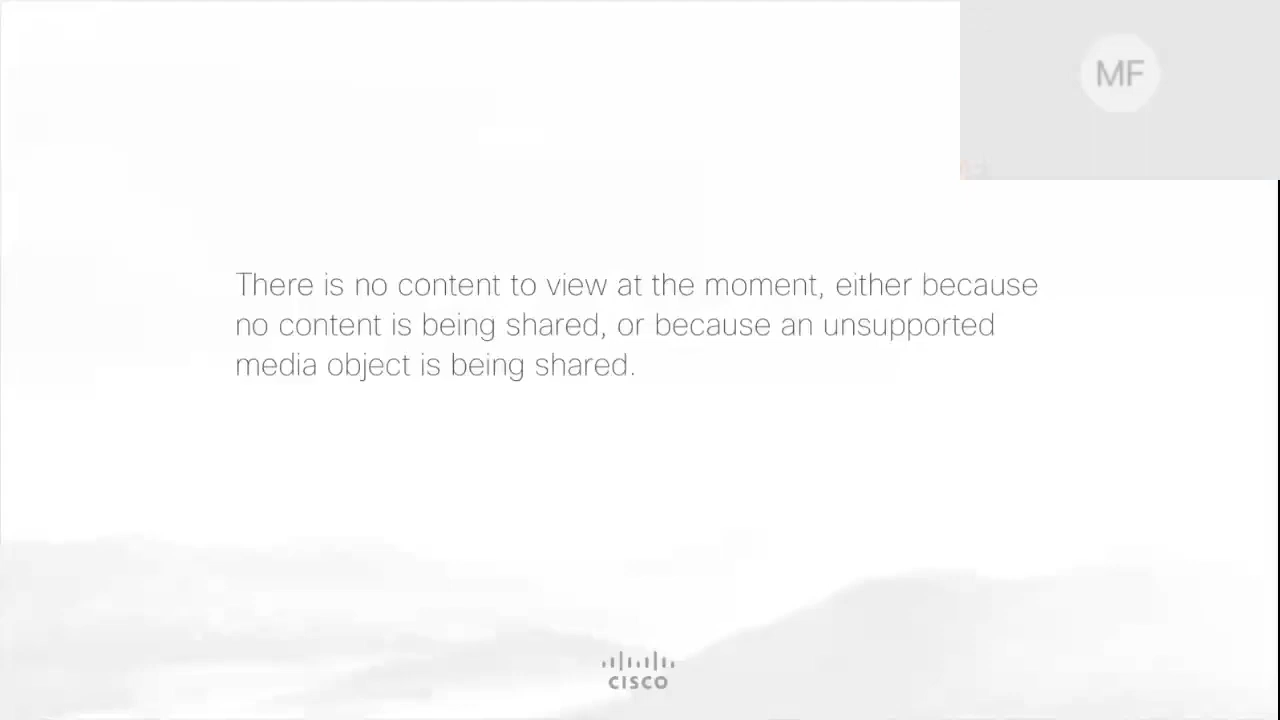 MF
There is no content to view at the moment, either because
no content is being shared, or because an unsupported
media object is being shared.
CISCO